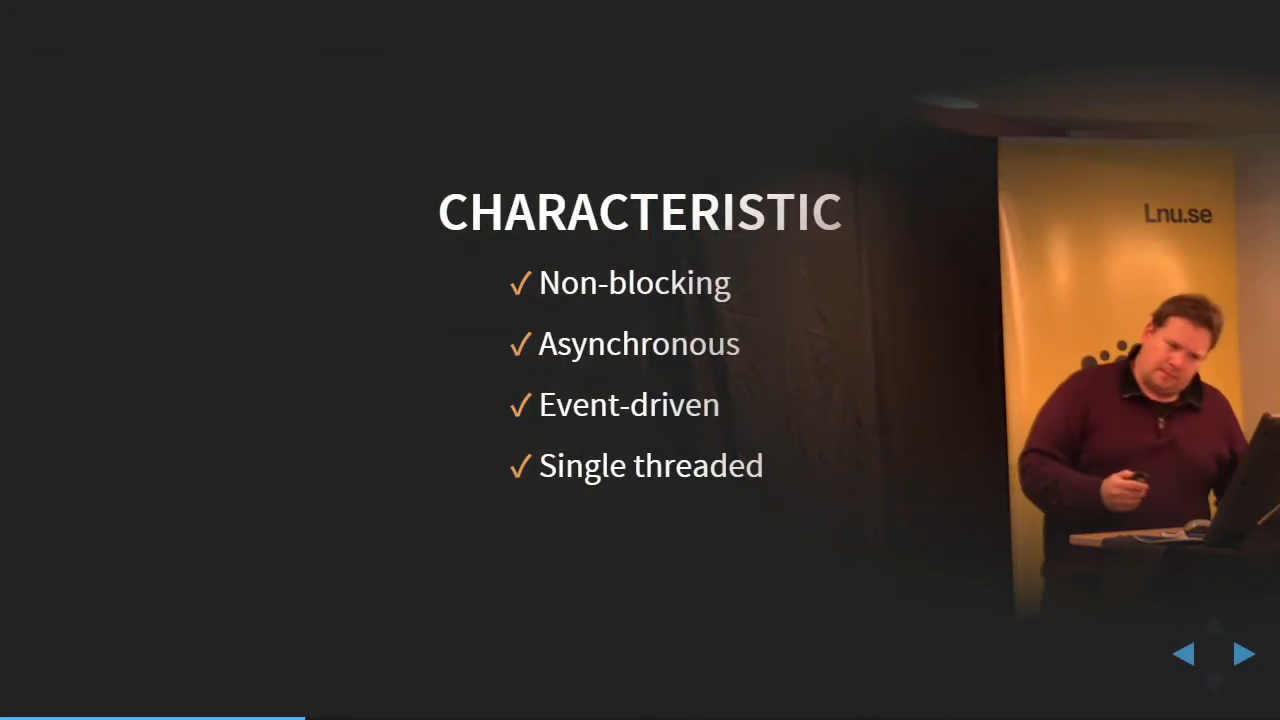 CHARACTERISTIC
✓ Non-blocking
✓ Asynchronous
✓ Event-driven
✓ Single threaded
Lnu.se